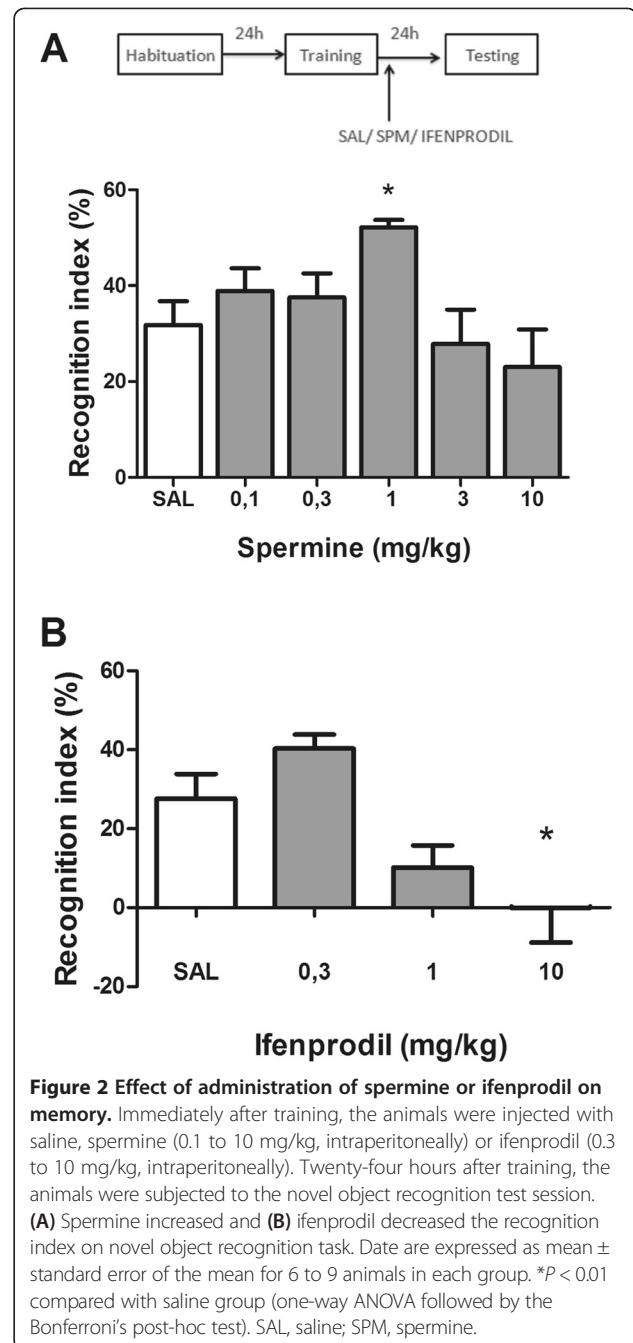 A
24h 24h
Habituation Training Testing
SAL/ SPM/ IFENPRODIL
Recognition index (%)
60
40
20
0
*
SAL 0,1 0,3 1 3 10
Spermine (mg/kg)
B
Recognition index (%)
60
40
20
0
-20
*
SAL 0,3 1 10
Ifenprodil (mg/kg)
Figure 2 Effect of administration of spermine or ifenprodil on
memory. Immediately after training, the animals were injected with
saline, spermine (0.1 to 10 mg/kg, intraperitoneally) or ifenprodil (0.3
to 10 mg/kg, intraperitoneally). Twenty-four hours after training, the
animals were subjected to the novel object recognition test session.
(A) Spermine increased and (B) ifenprodil decreased the recognition
index on novel object recognition task. Date are expressed as mean ±
standard error of the mean for 6 to 9 animals in each group. *P < 0.01
compared with saline group (one-way ANOVA followed by the
Bonferroni's post-hoc test). SAL, saline; SPM, spermine.